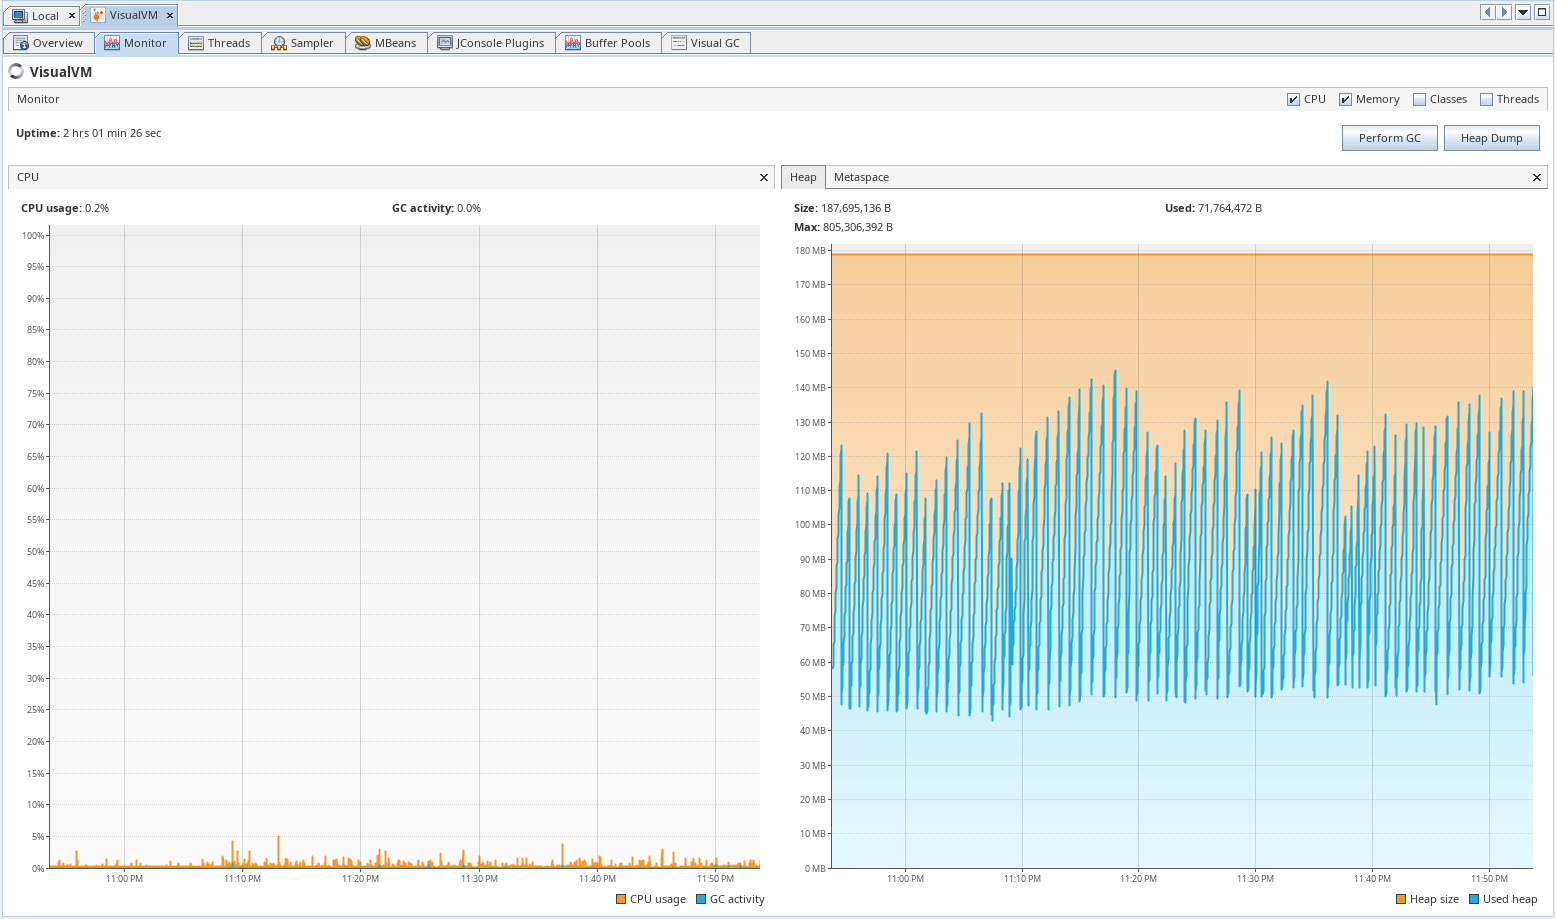 Local
VisualVM
Overview Monitor Threads Sampler MBeans JConsole Plugins Buffer Pools Visual GC
VisualVM
Monitor CPU Memory Classes Threads
Uptime: 2 hrs 01 min 26 sec
Perform GC Heap Dump
CPU
CPU usage: 0.2% GC activity: 0.0%
100%
95%
90%
85%
80%
75%
70%
65%
60%
55%
50%
45%
40%
35%
30%
25%
20%
15%
10%
5%
0%
11:00 PM 11:10 PM 11:20 PM 11:30 PM 11:40 PM 11:50 PM
CPU usage GC activity
Heap Metaspace
Size: 187,695,136 B Used: 71,764,472 B
Max: 805,306,392 B
180 MB
170 MB
160 MB
150 MB
140 MB
130 MB
120 MB
110 MB
100 MB
90 MB
80 MB
70 MB
60 MB
50 MB
40 MB
30 MB
20 MB
10 MB
0 MB
11:00 PM 11:10 PM 11:20 PM 11:30 PM 11:40 PM 11:50 PM
Heap size Used heap